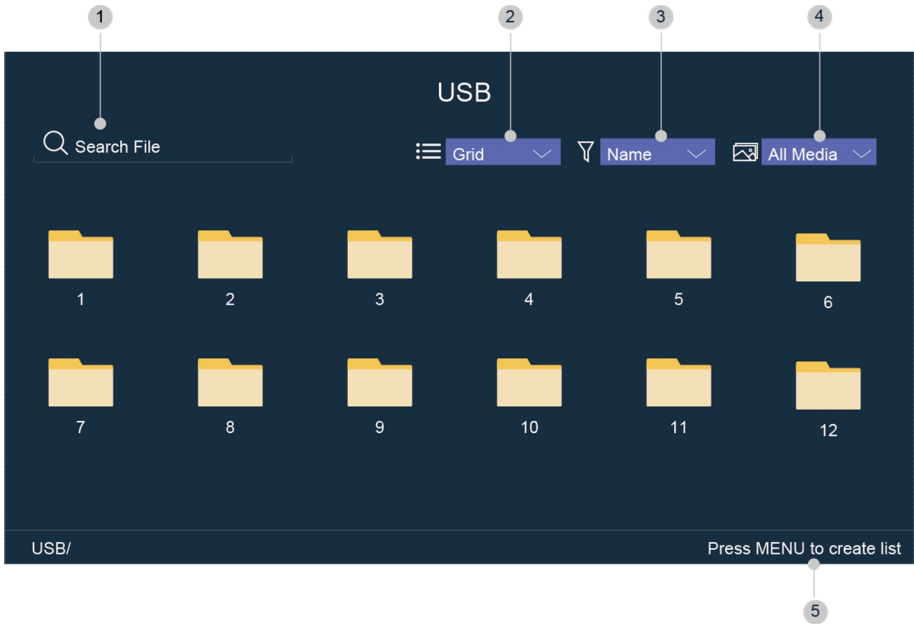 1 2 3 4
USB
Search File Grid Name All Media
1 2 3 4 5 6
7 8 9 10 11 12
USB/ Press MENU to create list
5